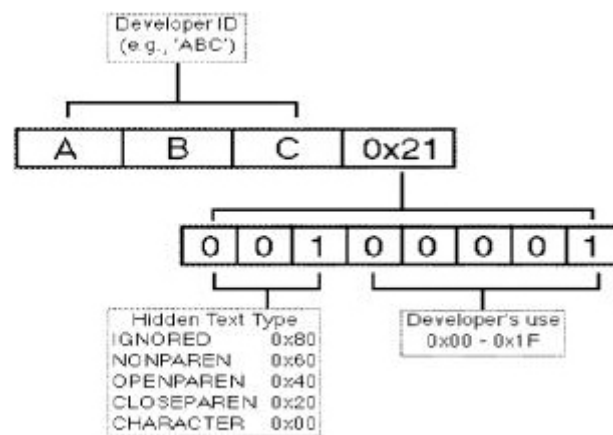 Developer ID
(e.g., 'ABC')
A B C 0x21
0 0 1 0 0 0 0 1
Hidden Text Type
IGNORED 0x80
NONPAREN 0x60
OPENPAREN 0x40
CLOSEPAREN 0x20
CHARACTER 0x00
Developer's use
0x00 - 0x1F